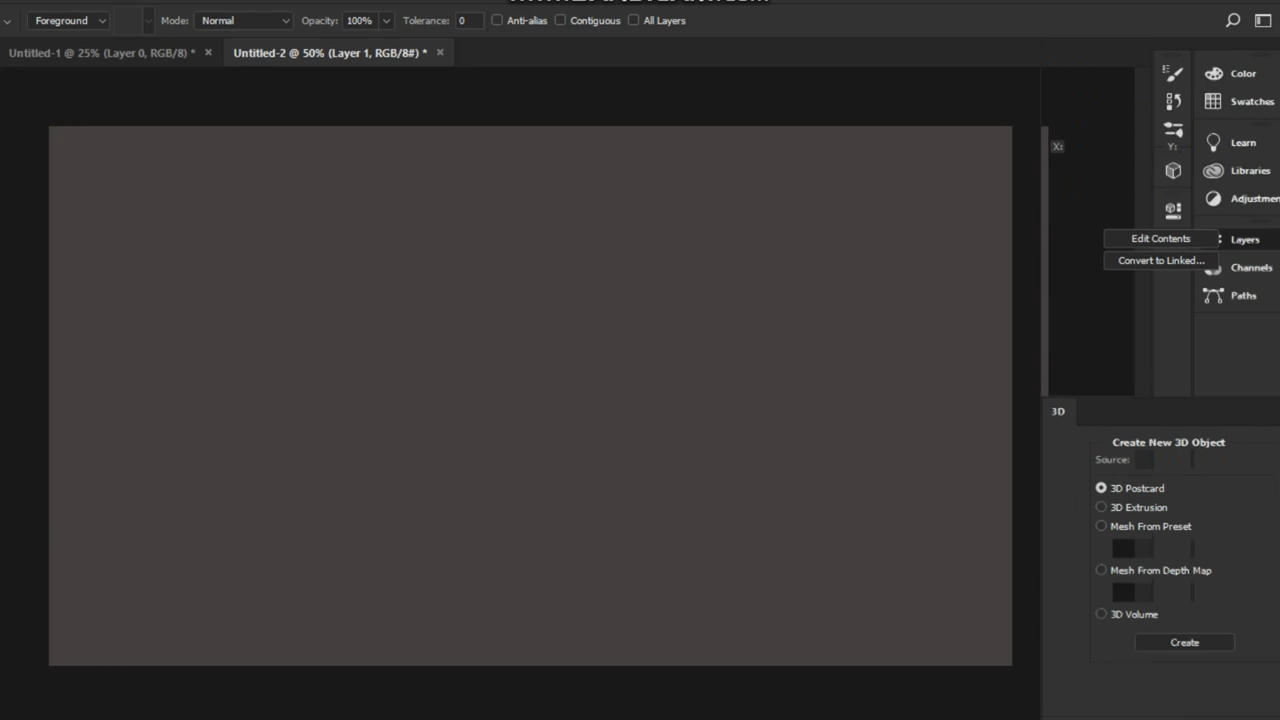 Foreground Mode: Normal Opacity: 100% Tolerance: 0 Anti-alias Contiguous All Layers
Untitled-1 @ 25% (Layer 0, RGB/8) * × Untitled-2 @ 50% (Layer 1, RGB/8#) * ×
Color
Swatches
Learn
X: Y:
Libraries
Adjustmen
Edit Contents Layers
Convert to Linked... Channels
Paths
3D
Create New 3D Object
Source:
3D Postcard
3D Extrusion
Mesh From Preset
Mesh From Depth Map
3D Volume
Create